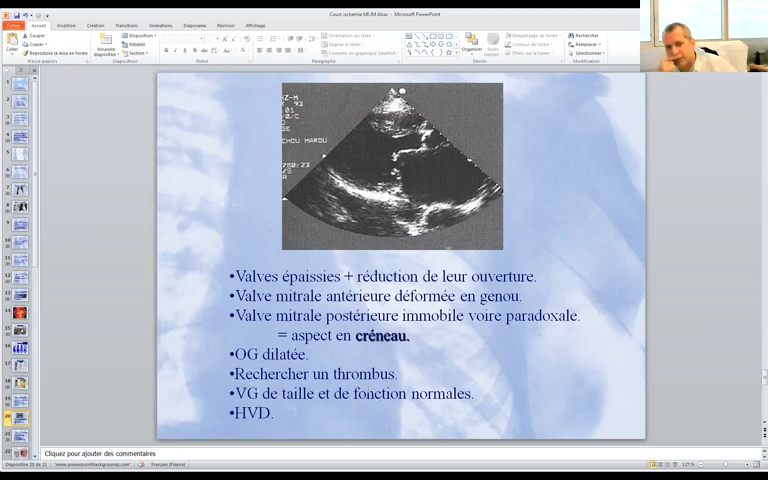 Cours ischemie MI JM Alsac - Microsoft PowerPoint
Fichier Accueil Insertion Création Transitions Animations Diaporama Révision Affichage
Coller
Couper
Copier
Reproduire la mise en forme
Presse-papiers
Nouvelle diapositive
Disposition
Rétablir
Section
Diapositives
Police
Orientation du texte
Aligner le texte
Convertir en graphique SmartArt
Paragraphe
Organiser
Styles rapides
Remplissage de forme
Contour de forme
Effets sur la forme
Dessin
Rechercher
Remplacer
Sélectionner
Modification
•Valves épaissies + réduction de leur ouverture.
•Valve mitrale antérieure déformée en genou.
•Valve mitrale postérieure immobile voire paradoxale.
= aspect en créneau.
•OG dilatée.
•Rechercher un thrombus.
•VG de taille et de fonction normales.
•HVD.
Cliquez pour ajouter des commentaires
Diapositive 20 de 22 "www.powerpointbackgrounds.com" Français (France) 127 %